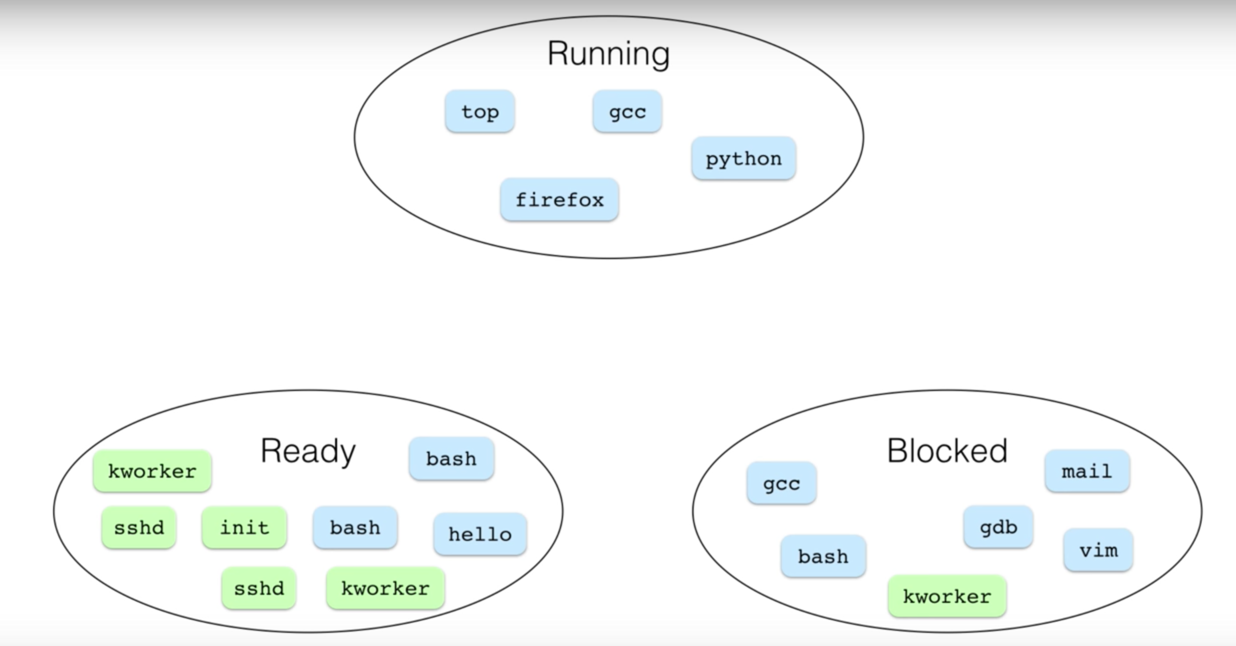 Running
top
gcc
python
firefox
Ready
bash
kworker
sshd
init
bash
hello
sshd
kworker
Blocked
mail
gcc
gdb
vim
bash
kworker